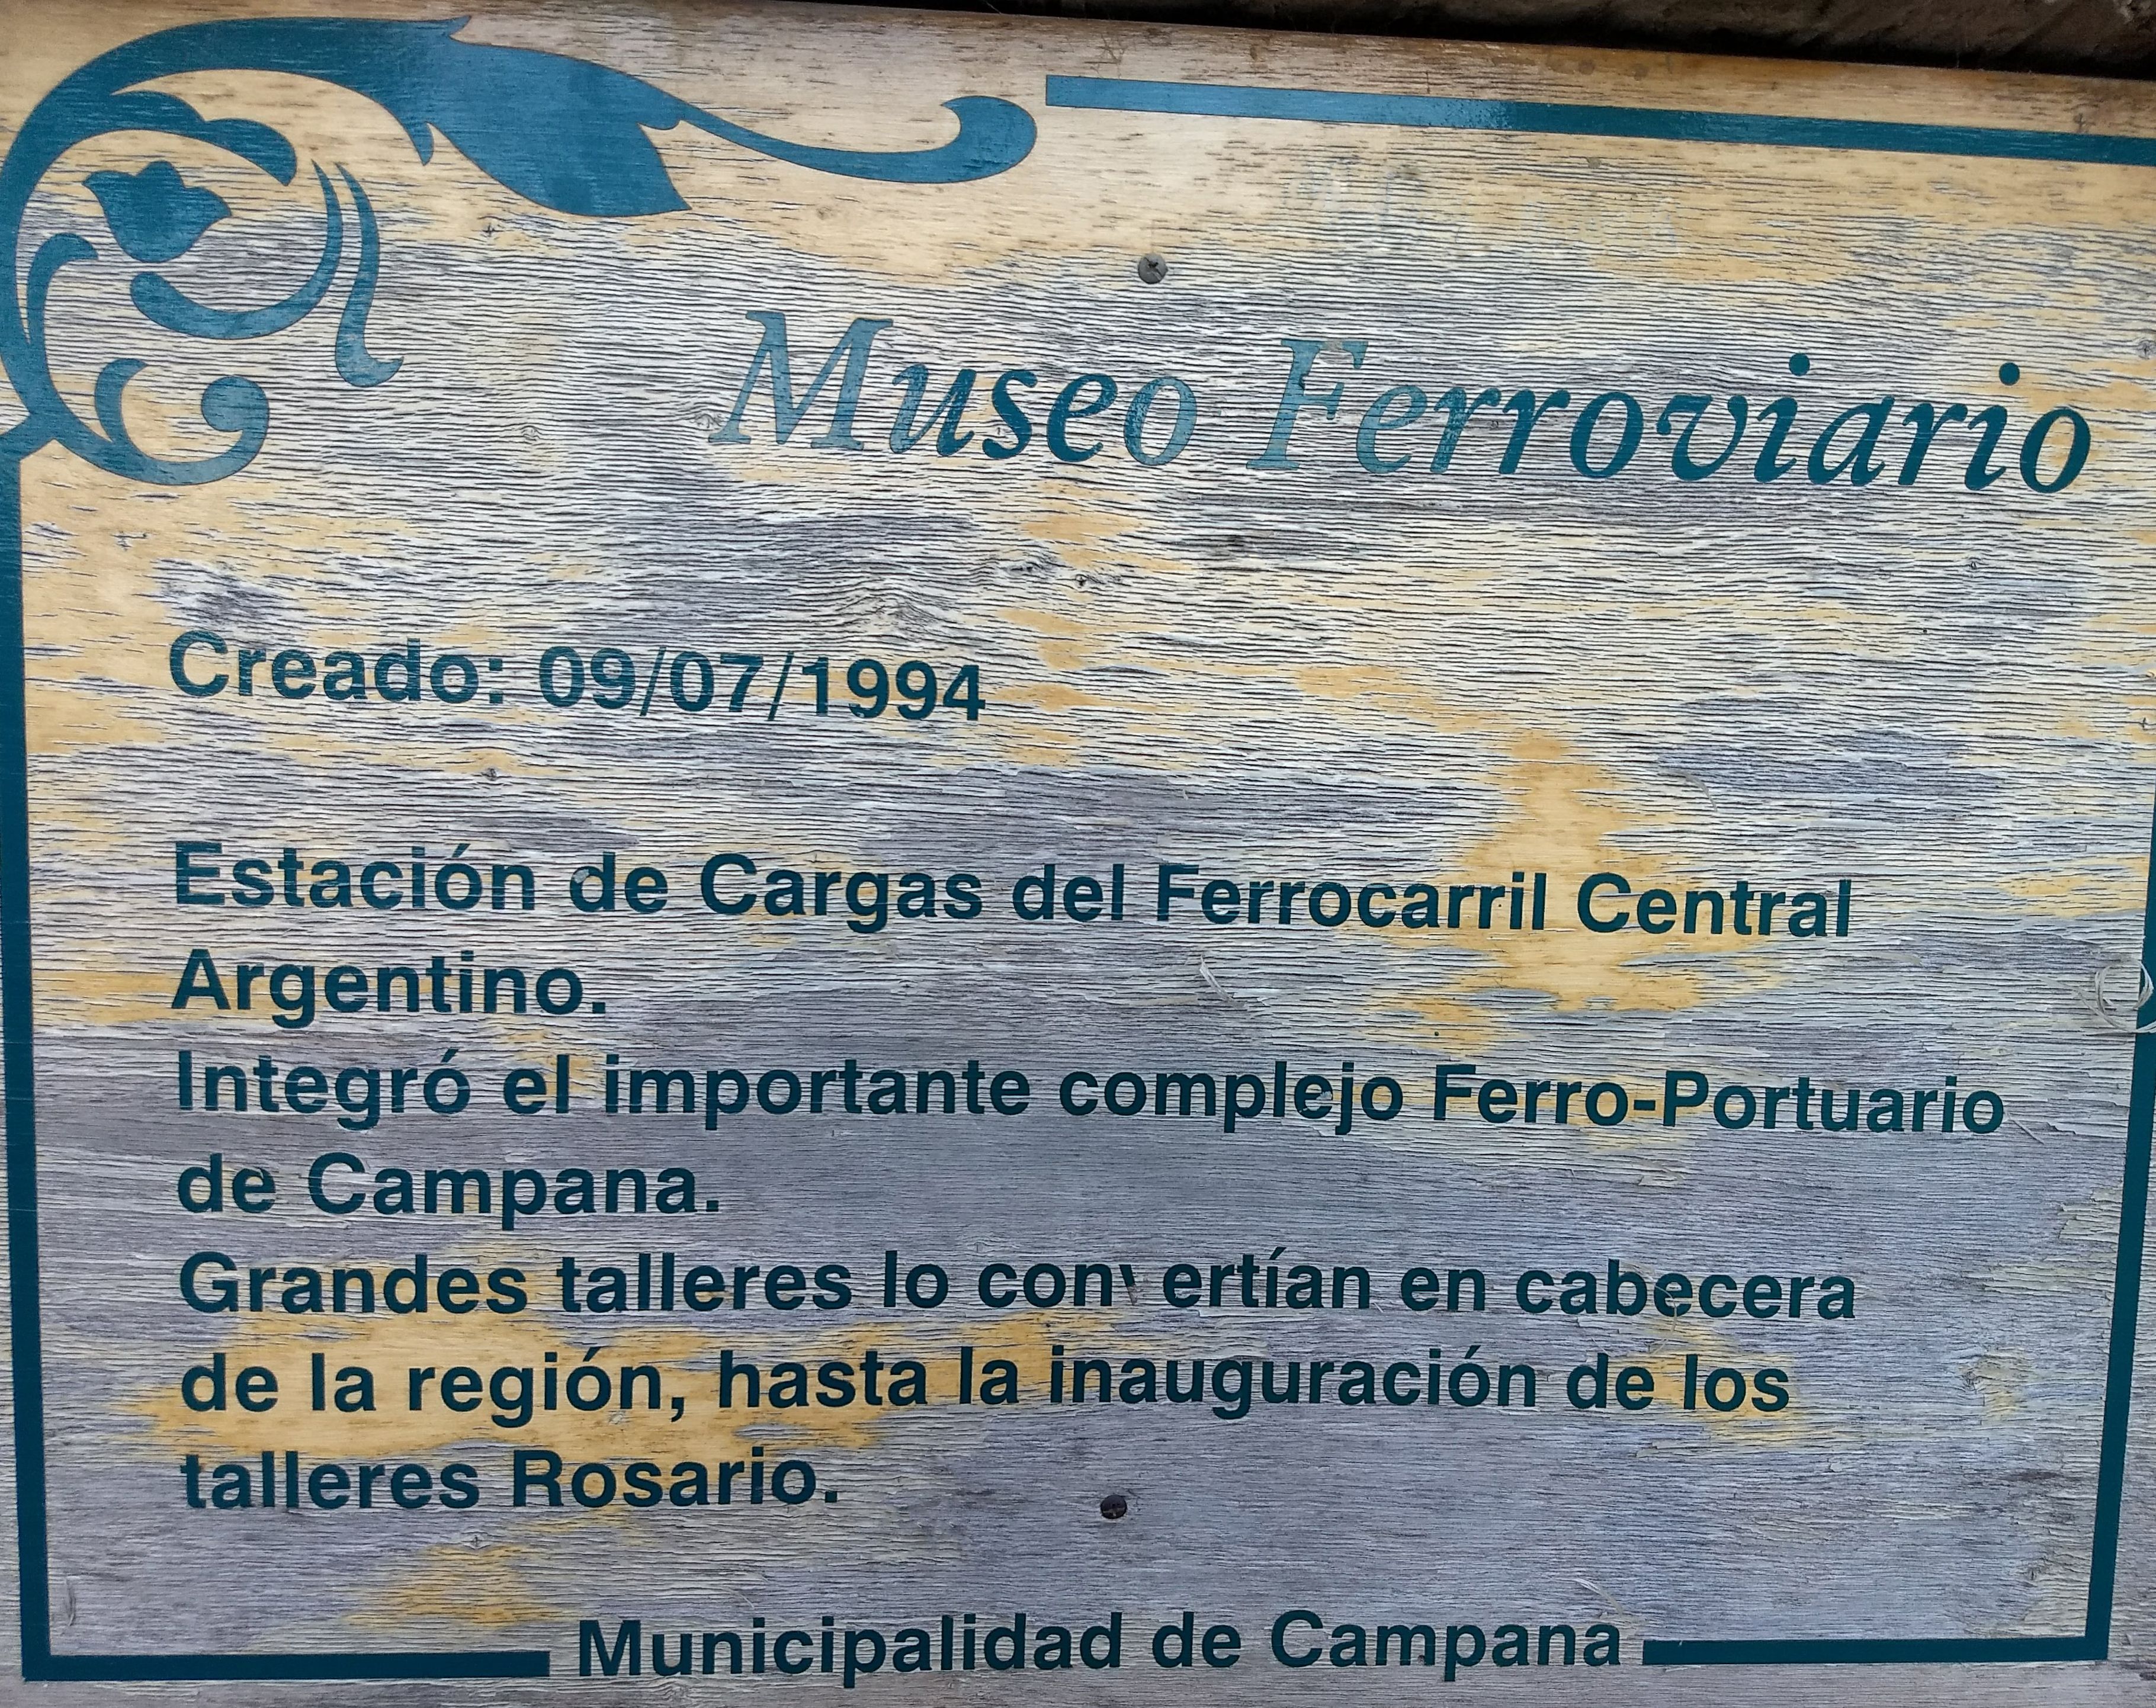 Museo Ferroviario
Creado: 09/07/1994
Estación de Cargas del Ferrocarril Central
Argentino.
Integró el importante complejo Ferro-Portuario
de Campana.
Grandes talleres lo convertían en cabecera
de la región, hasta la inauguración de los
talleres Rosario.
Municipalidad de Campana